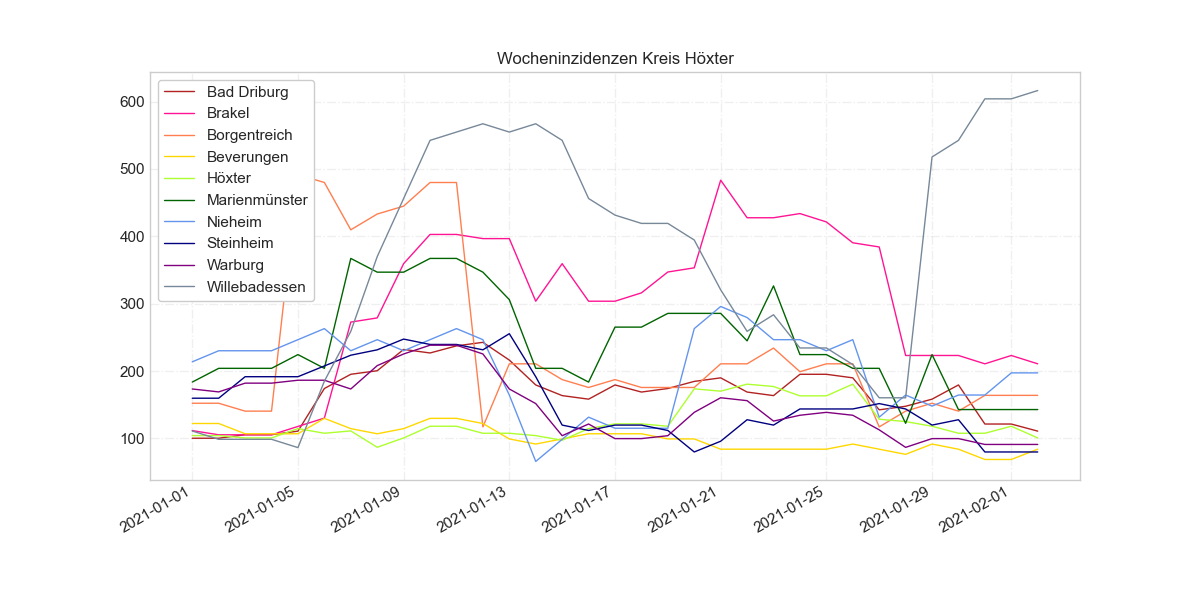 Wocheninzidenzen Kreis Höxter
Bad Driburg
Brakel
Borgentreich
Beverungen
Höxter
Marienmünster
Nieheim
Steinheim
Warburg
Willebadessen
600
500
400
300
200
100
2021-01-01
2021-01-05
2021-01-09
2021-01-13
2021-01-17
2021-01-21
2021-01-25
2021-01-29
2021-02-01